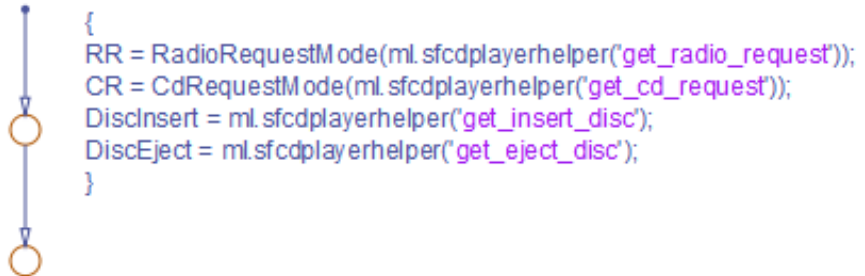 {
RR = RadioRequestMode(ml.sfcdplayerhelper('get_radio_request'));
CR = CdRequestMode(ml.sfcdplayerhelper('get_cd_request'));
DiscInsert = ml.sfcdplayerhelper('get_insert_disc');
DiscEject = ml.sfcdplayerhelper('get_eject_disc');
}